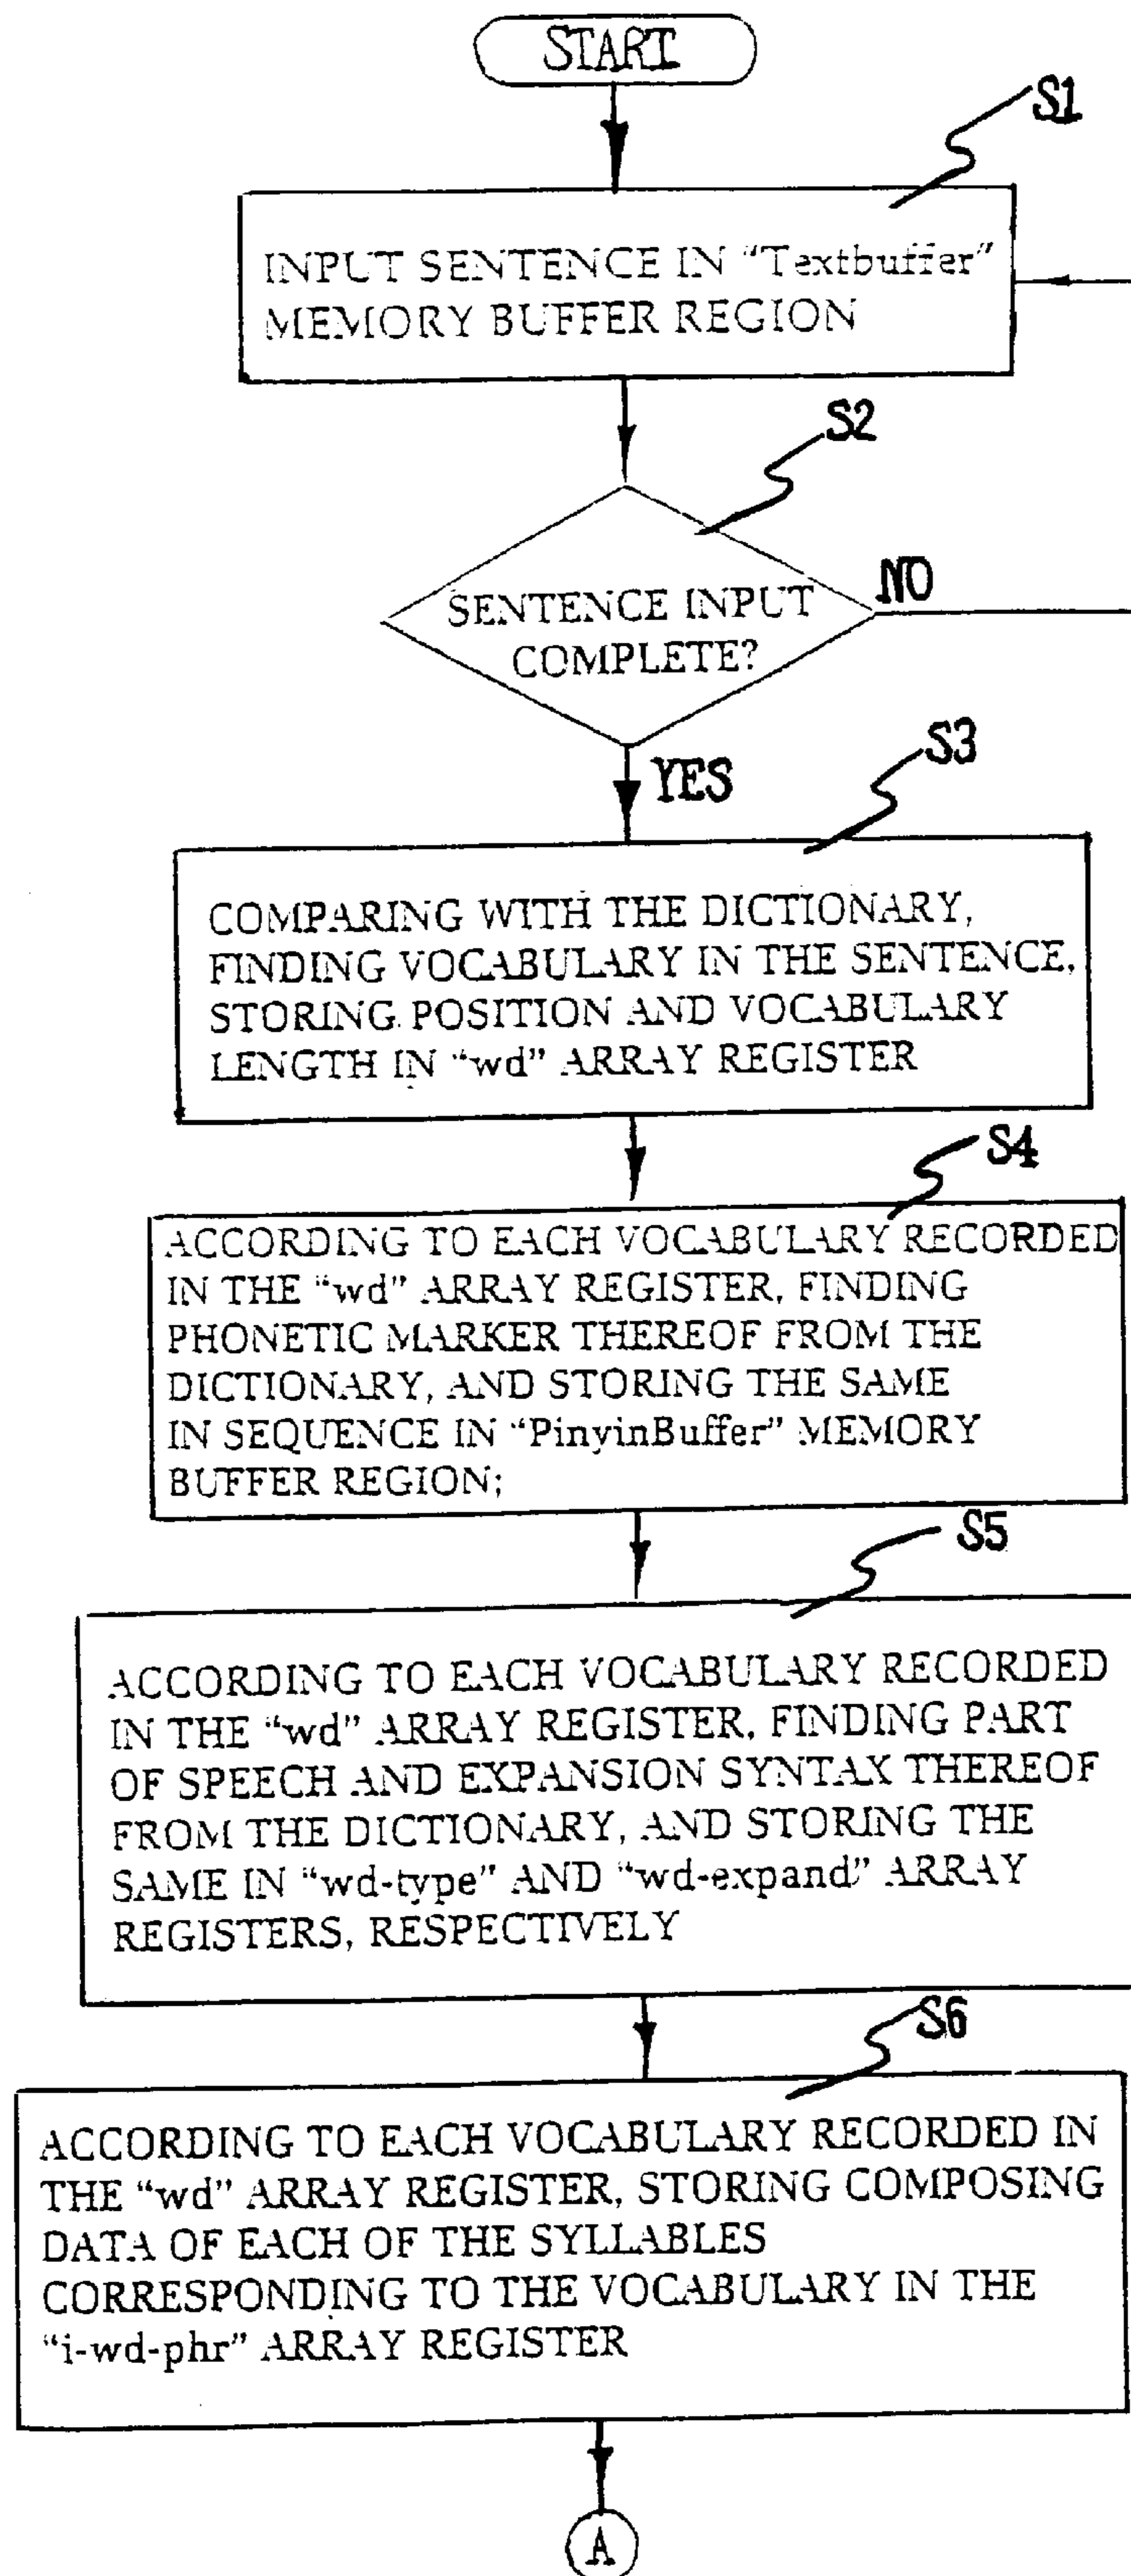 START
S1
INPUT SENTENCE IN “Textbuffer”
MEMORY BUFFER REGION
S2
SENTENCE INPUT
COMPLETE?
NO
YES
S3
COMPARING WITH THE DICTIONARY,
FINDING VOCABULARY IN THE SENTENCE,
STORING POSITION AND VOCABULARY
LENGTH IN “wd” ARRAY REGISTER
S4
ACCORDING TO EACH VOCABULARY RECORDED
IN THE “wd” ARRAY REGISTER, FINDING
PHONETIC MARKER THEREOF FROM THE
DICTIONARY, AND STORING THE SAME
IN SEQUENCE IN “PinyinBuffer” MEMORY
BUFFER REGION;
S5
ACCORDING TO EACH VOCABULARY RECORDED
IN THE “wd” ARRAY REGISTER, FINDING PART
OF SPEECH AND EXPANSION SYNTAX THEREOF
FROM THE DICTIONARY, AND STORING THE
SAME IN “wd-type” AND “wd-expand” ARRAY
REGISTERS, RESPECTIVELY
S6
ACCORDING TO EACH VOCABULARY RECORDED IN
THE “wd” ARRAY REGISTER, STORING COMPOSING
DATA OF EACH OF THE SYLLABLES
CORRESPONDING TO THE VOCABULARY IN THE
“i-wd-phr” ARRAY REGISTER
A